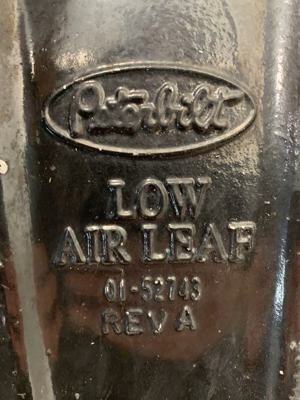 Peterbilt
LOW
AIR LEAF
01-52743
REV A